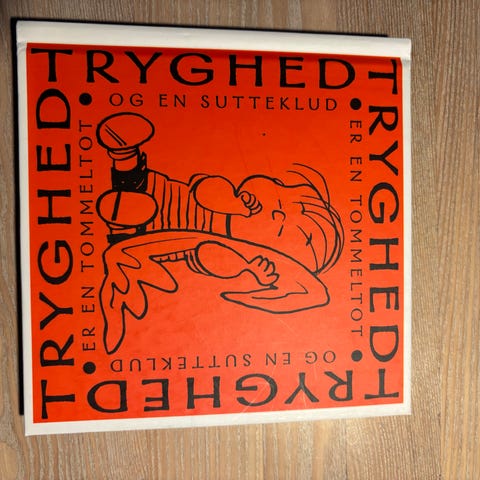 TRYGHED
• ER EN TOMMELTOT •
TRYGHED
OG EN SUTTEKLUD
TRYGHED
• ER EN TOMMELTOT •
TRYGHED
OG EN SUTTEKLUD